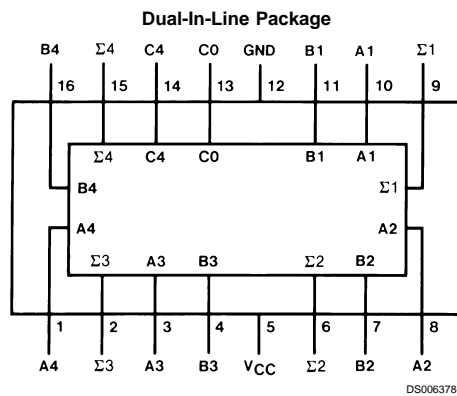 Dual-In-Line Package
B4 Σ4 C4 C0 GND B1 A1 Σ1
16 15 14 13 12 11 10 9
Σ4 C4 C0 B1 A1
B4 Σ1
A4 A2
Σ3 A3 B3 Σ2 B2
1 2 3 4 5 6 7 8
A4 Σ3 A3 B3 VCC Σ2 B2 A2
DS006378